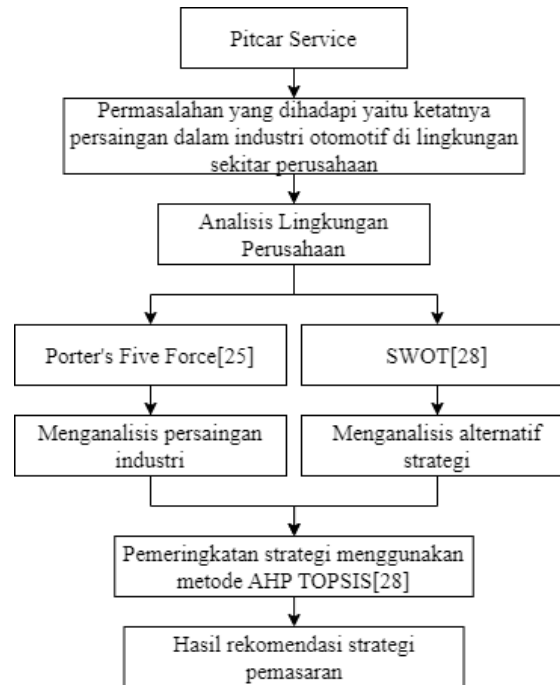 Pitcar Service
Permasalahan yang dihadapi yaitu ketatnya
persaingan dalam industri otomotif di lingkungan
sekitar perusahaan
Analisis Lingkungan
Perusahaan
Porter's Five Force[25]
SWOT[28]
Menganalisis persaingan
industri
Menganalisis alternatif
strategi
Pemeringkatan strategi menggunakan
metode AHP TOPSIS[28]
Hasil rekomendasi strategi
pemasaran